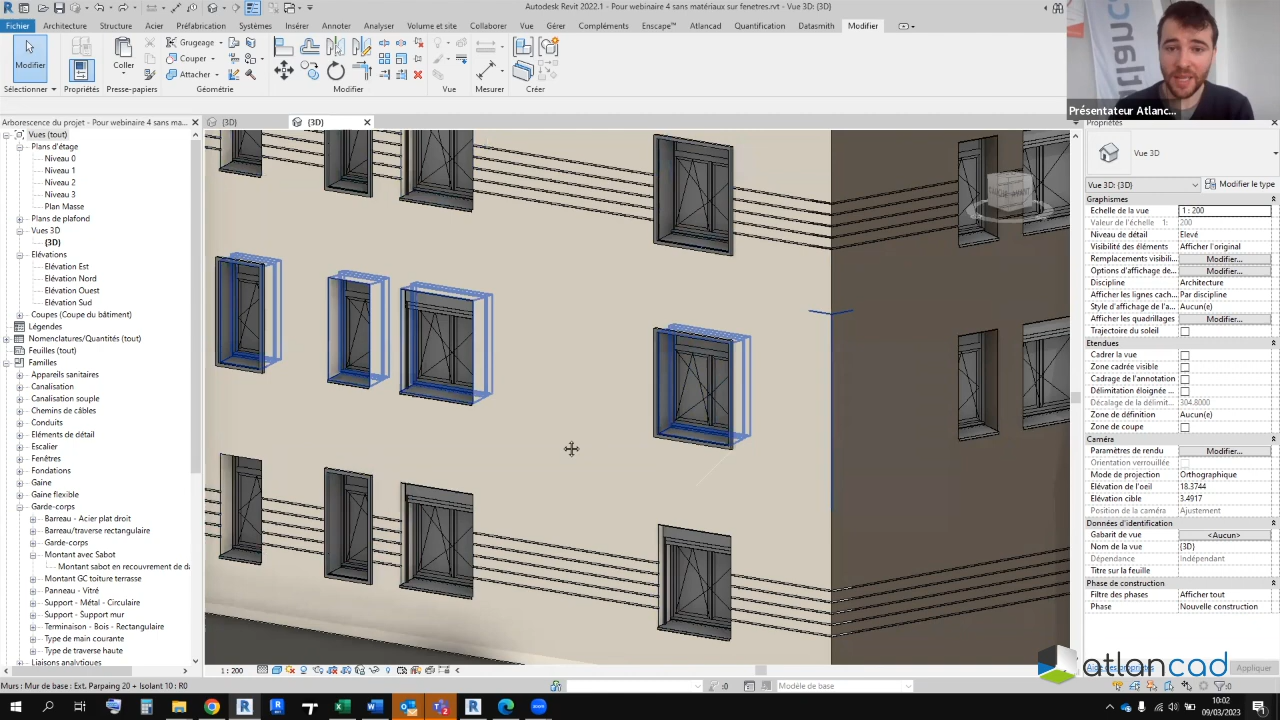 Autodesk Revit 2022.1 - Pour webinaire 4 sans matériaux sur fenetres.rvt - Vue 3D: {3D}
Fichier Architecture Structure Acier Préfabrication Systèmes Insérer Annoter Analyser Volume et site Collaborer Vue Gérer Compléments Enscape™ Atlantis Quantification Datasmith Modifier
Modifier
Propriétés
Coller
Grugeage
Couper
Attacher
Sélectionner Propriétés Presse-papiers Géométrie Modifier Vue Mesurer Créer
Présentateur Atlanc...
Arborescence du projet - Pour webinaire 4 sans ma...
{3D}
{3D}
Propriétés
Vues (tout)
Plans d'étage
Niveau 0
Niveau 1
Niveau 2
Niveau 3
Plan Masse
Plans de plafond
Vues 3D
{3D}
Elévations
Elévation Est
Elévation Nord
Elévation Ouest
Elévation Sud
Coupes (Coupe du bâtiment)
Légendes
Nomenclatures/Quantités (tout)
Feuilles (tout)
Familles
Appareils sanitaires
Canalisation
Canalisation souple
Chemins de câbles
Conduits
Eléments de détail
Escalier
Fenêtres
Fondations
Gaine
Gaine flexible
Garde-corps
Barreau - Acier plat droit
Barreau/traverse rectangulaire
Garde-corps
Montant avec Sabot
Montant sabot en recouvrement de da
Montant GC toiture terrasse
Panneau - Vitré
Support - Métal - Circulaire
Support - Support mur
Terminaison - Bois - Rectangulaire
Type de main courante
Type de traverse haute
Liaisons analytiques
Vue 3D
Vue 3D: {3D} Modifier le type
Graphismes
Echelle de la vue 1 : 200
Valeur de l'échelle 1: 200
Niveau de détail Elevé
Visibilité des éléments Afficher l'original
Remplacements visibili... Modifier...
Options d'affichage de... Modifier...
Discipline Architecture
Afficher les lignes cach... Par discipline
Style d'affichage de l'a... Aucun(e)
Afficher les quadrillages Modifier...
Trajectoire du soleil
Etendues
Cadrer la vue
Zone cadrée visible
Cadrage de l'annotation
Délimitation éloignée ...
Décalage de la délimit... 304.8000
Zone de définition Aucun(e)
Zone de coupe
Caméra
Paramètres de rendu Modifier...
Orientation verrouillée
Mode de projection Orthographique
Elévation de l'oeil 18.3744
Elévation cible 3.4917
Position de la caméra Ajustement
Données d'identification
Gabarit de vue <Aucun>
Nom de la vue {3D}
Dépendance Indépendant
Titre sur la feuille
Phase de construction
Filtre des phases Afficher tout
Phase Nouvelle construction
atlancad
Aide des propriétés Appliquer
1 : 200
Murs : Mur de base : Ext. Parpaing 20 + Isolant 10 : R0
:0
Modèle de base
:0
10:02
09/03/2023